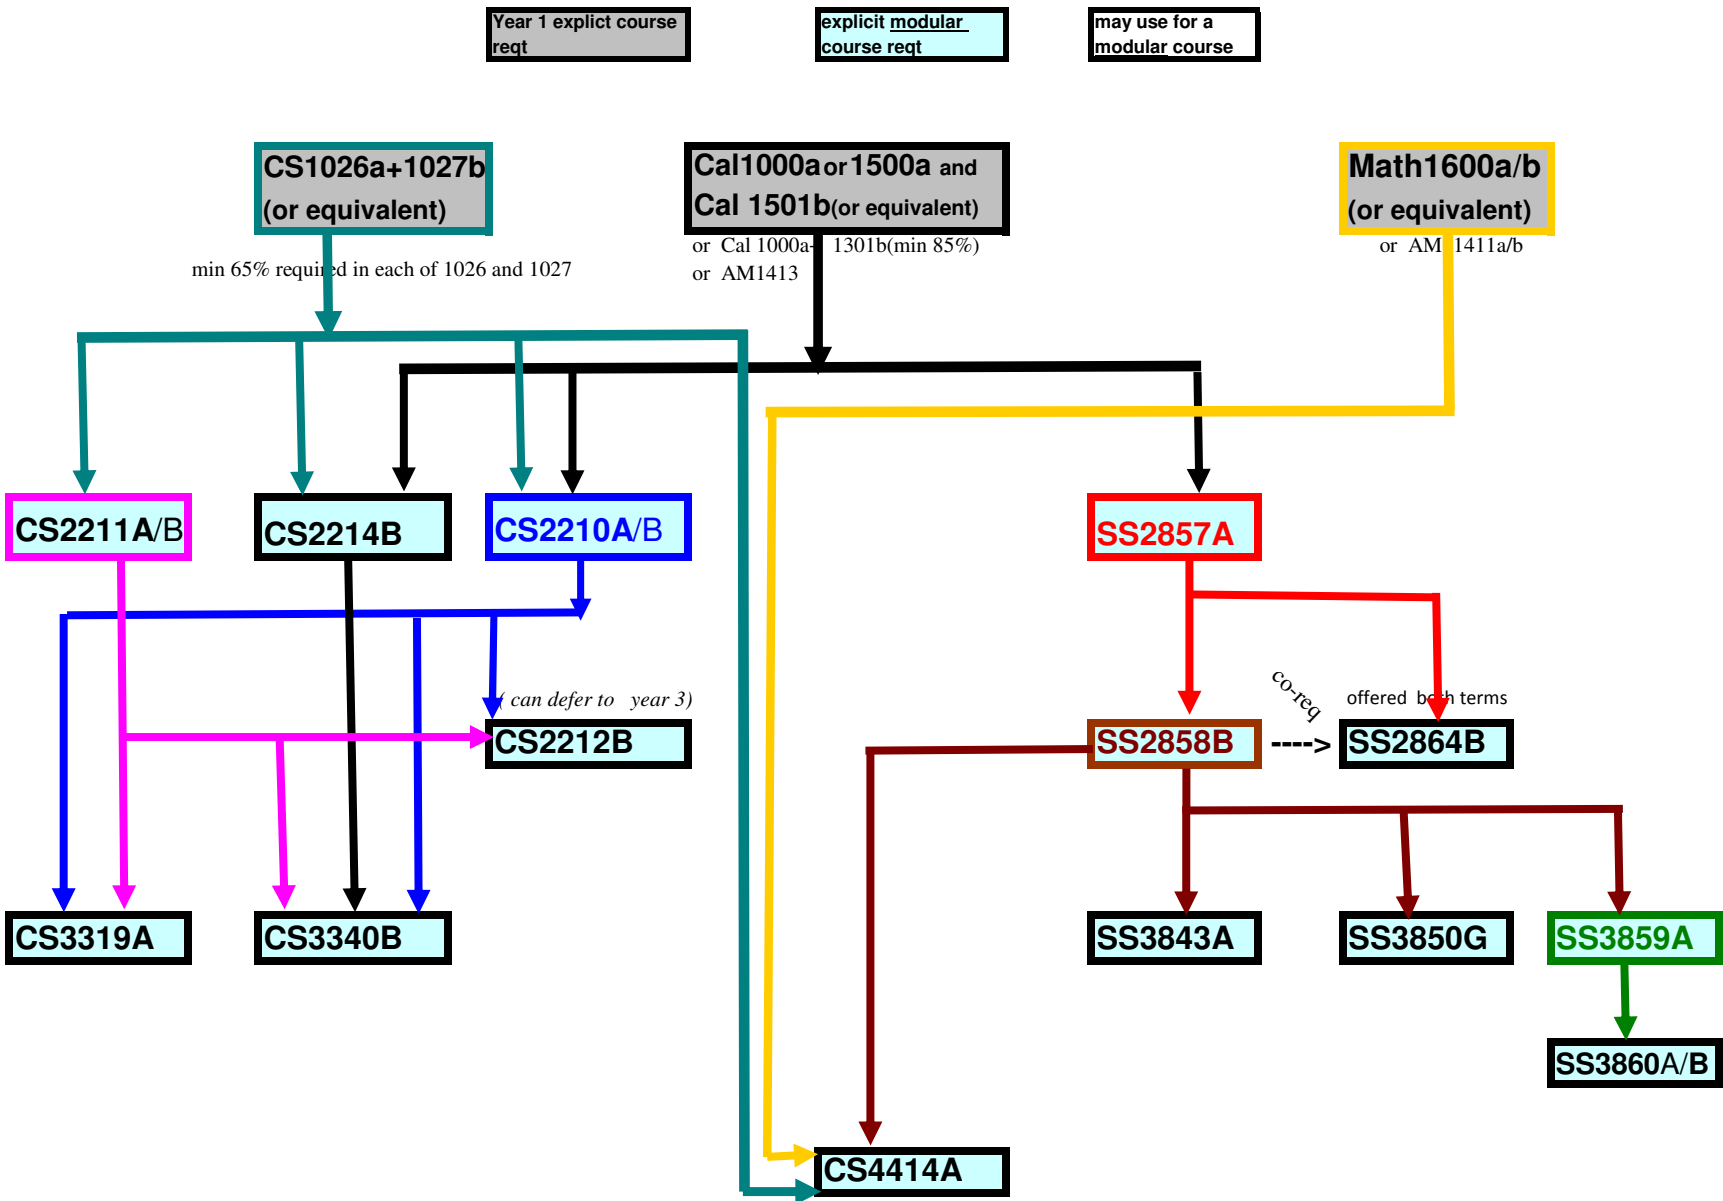 Year 1 explict course
reqt
explicit modular
course reqt
may use for a
modular course
CS1026a+1027b
(or equivalent)
Cal1000a or 1500a and
Cal 1501b(or equivalent)
Math1600a/b
(or equivalent)
or Cal 1000a- 1301b(min 85%)
or AM1413
or AM 1411a/b
min 65% required in each of 1026 and 1027
CS2211A/B
CS2214B
CS2210A/B
SS2857A
( can defer to year 3)
co-req
offered both terms
CS2212B
SS2858B
---->
SS2864B
CS3319A
CS3340B
SS3843A
SS3850G
SS3859A
SS3860A/B
CS4414A